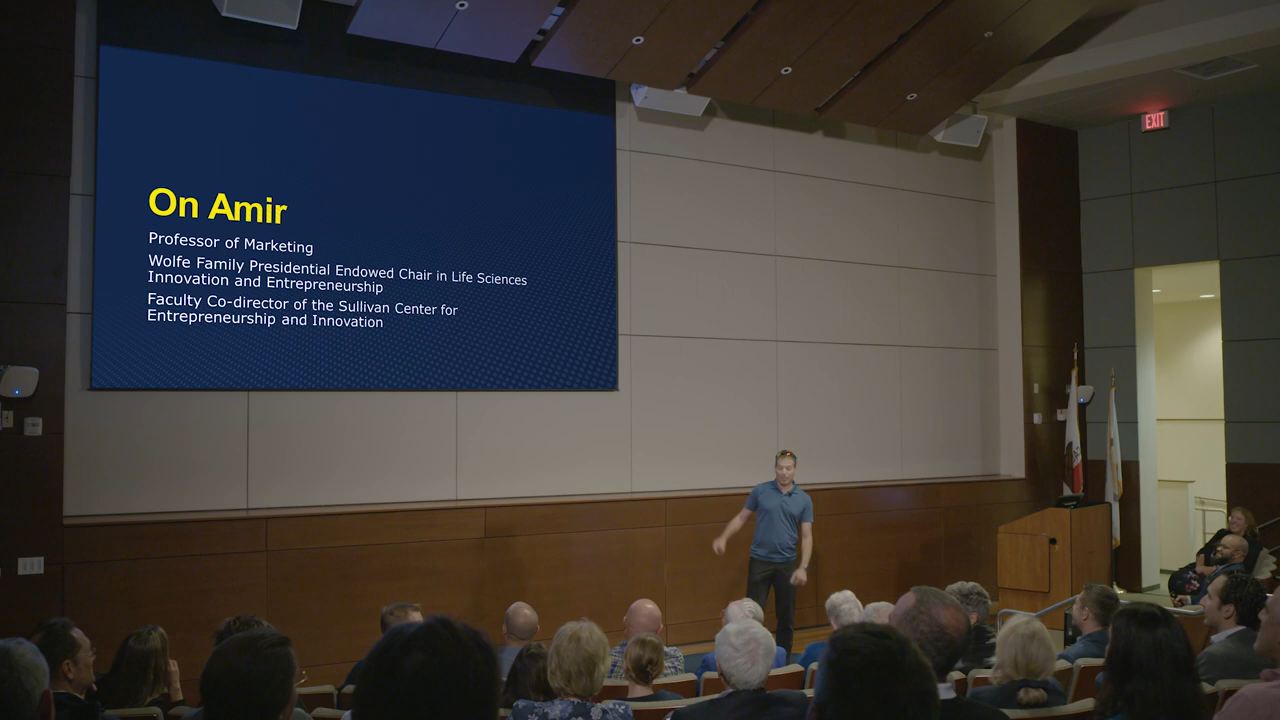 On Amir
Professor of Marketing
Wolfe Family Presidential Endowed Chair in Life Sciences
Innovation and Entrepreneurship
Faculty Co-director of the Sullivan Center for
Entrepreneurship and Innovation
EXIT